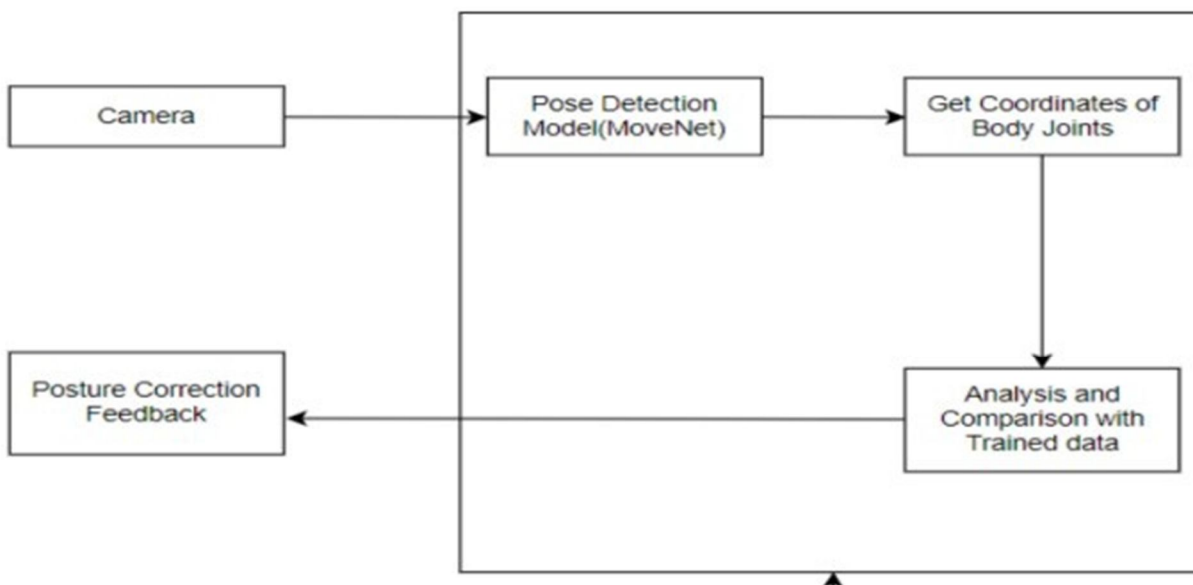 Camera
Pose Detection
Model(MoveNet)
Get Coordinates of
Body Joints
Posture Correction
Feedback
Analysis and
Comparison with
Trained data